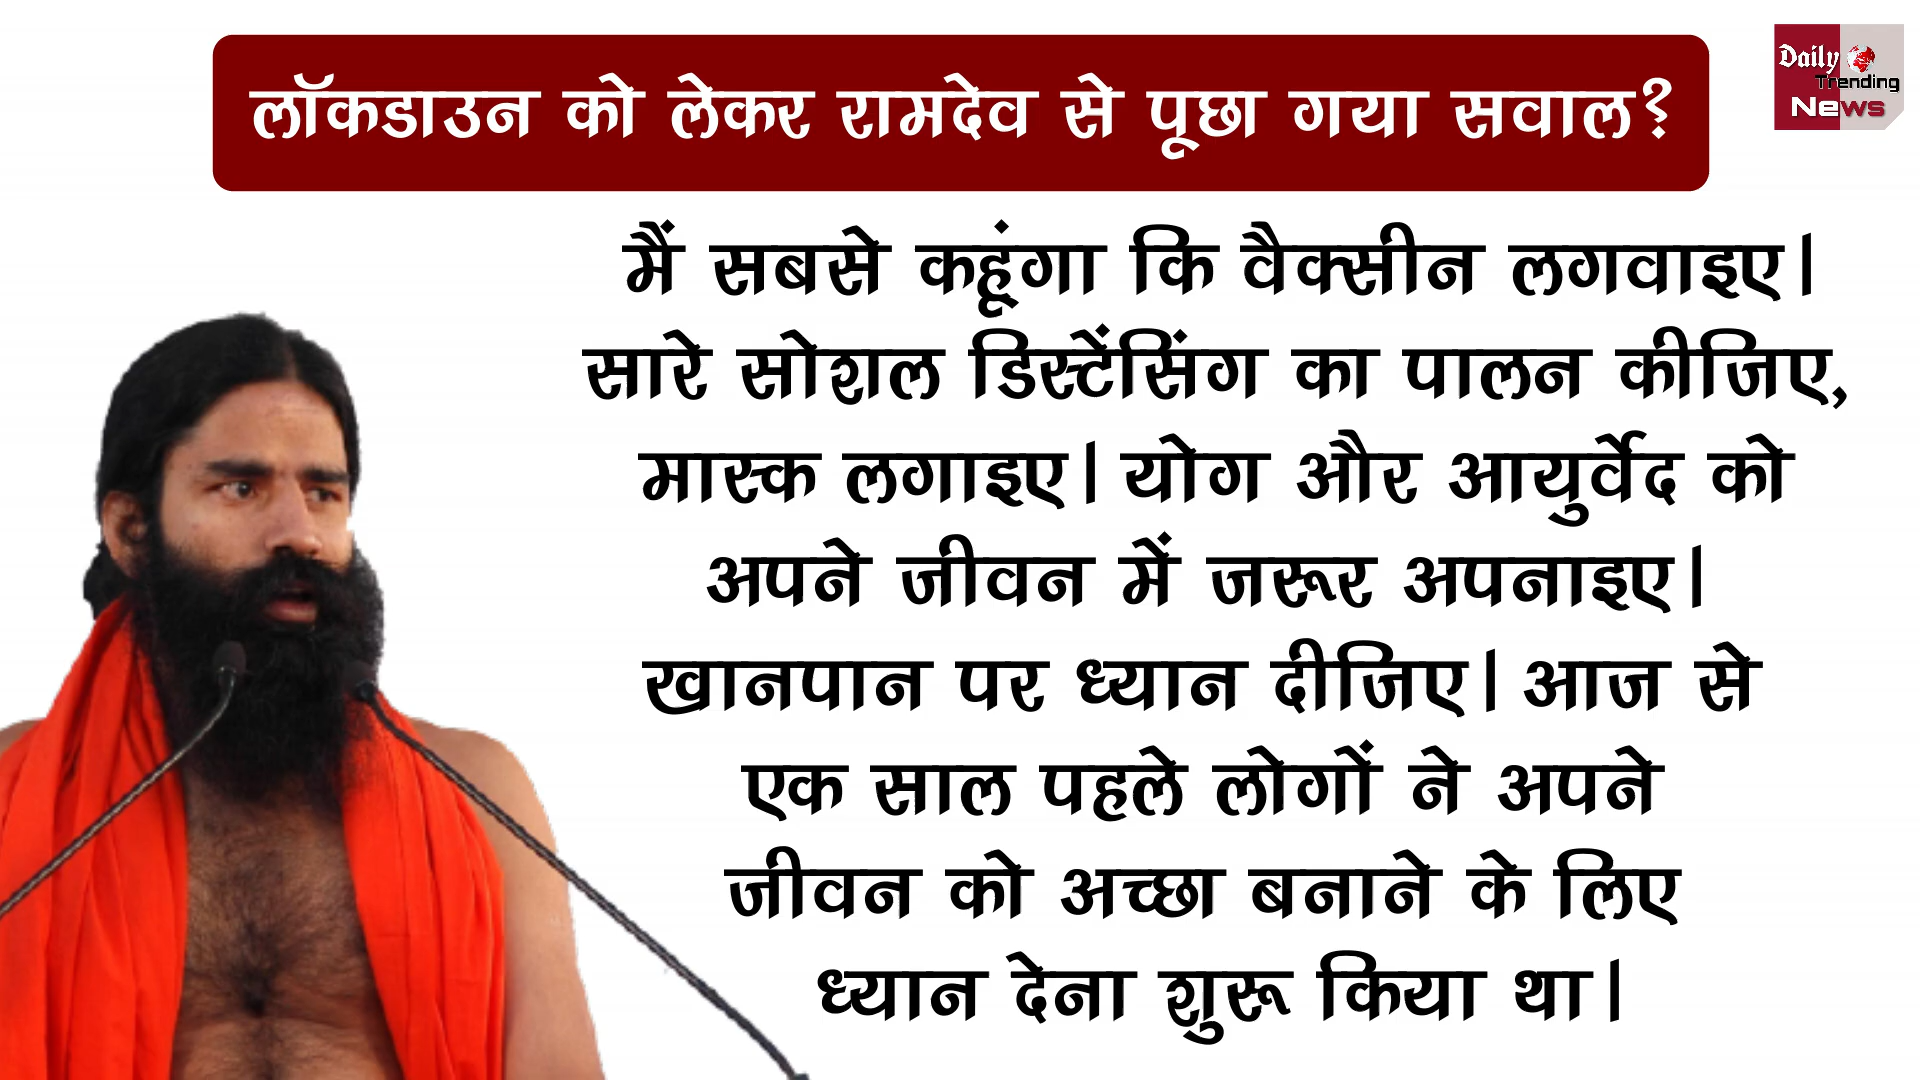 लॉकडाउन को लेकर रामदेव से पूछा गया सवाल?
Daily
Trending
News
मैं सबसे कहूंगा कि वैक्सीन लगवाइए।
सारे सोशल डिस्टेंसिंग का पालन कीजिए,
मास्क लगाइए। योग और आयुर्वेद को
अपने जीवन में जरूर अपनाइए।
खानपान पर ध्यान दीजिए। आज से
एक साल पहले लोगों ने अपने
जीवन को अच्छा बनाने के लिए
ध्यान देना शुरू किया था।